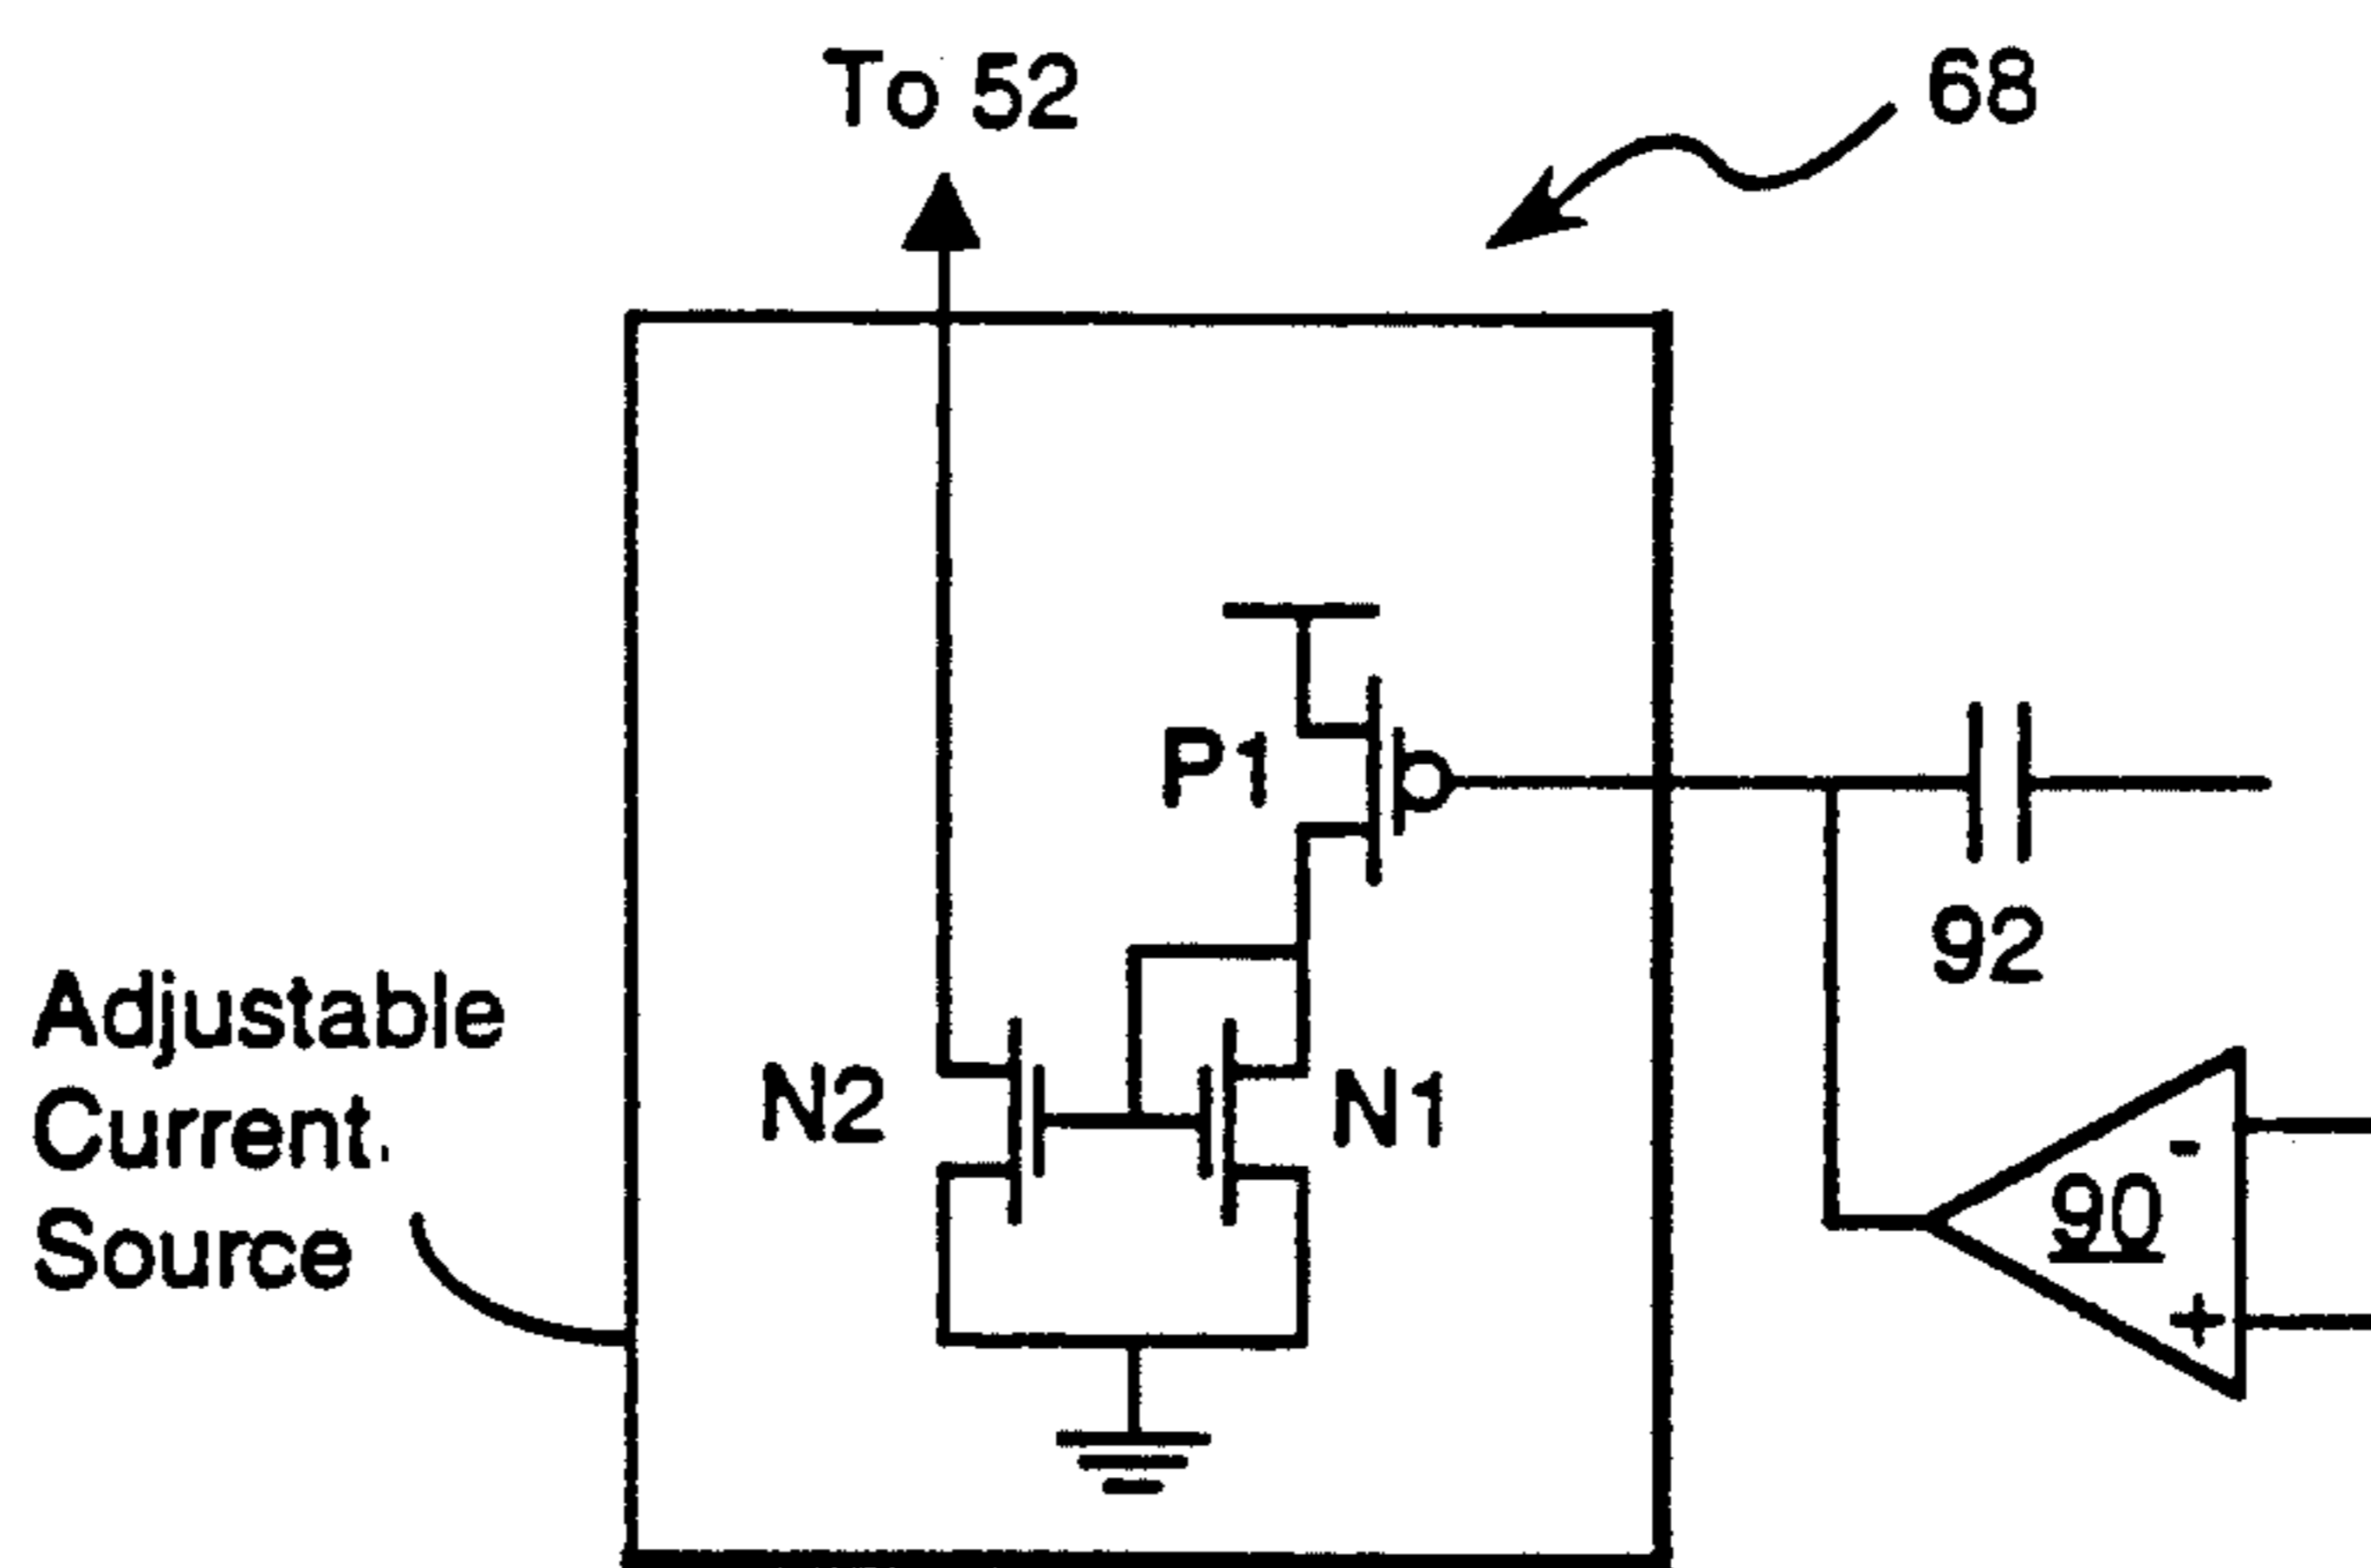 To 52
68
P1
92
Adjustable
Current.
Source
N2
N1
-
90
+